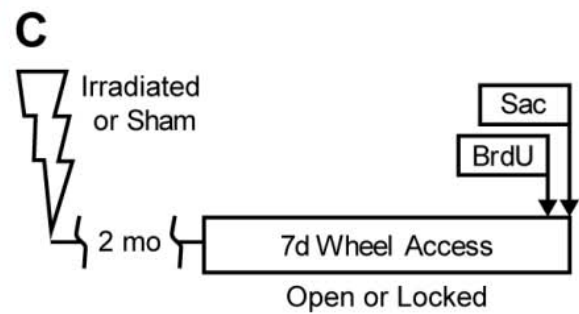 C
Irradiated
or Sham
Sac
BrdU
2 mo
7d Wheel Access
Open or Locked